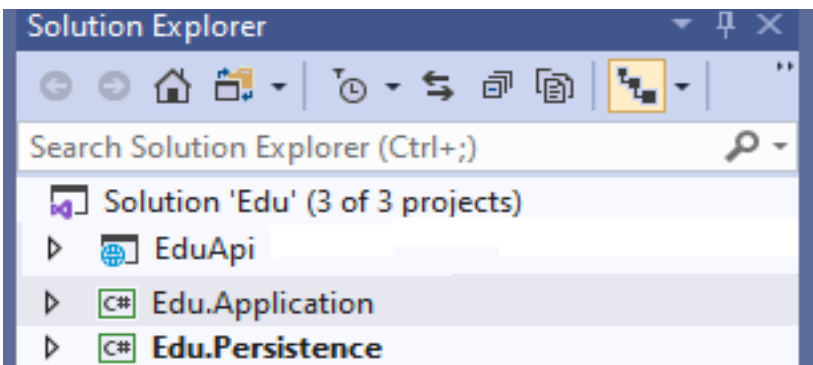 Solution Explorer
Search Solution Explorer (Ctrl+;)
Solution 'Edu' (3 of 3 projects)
EduApi
C# Edu.Application
C# Edu.Persistence